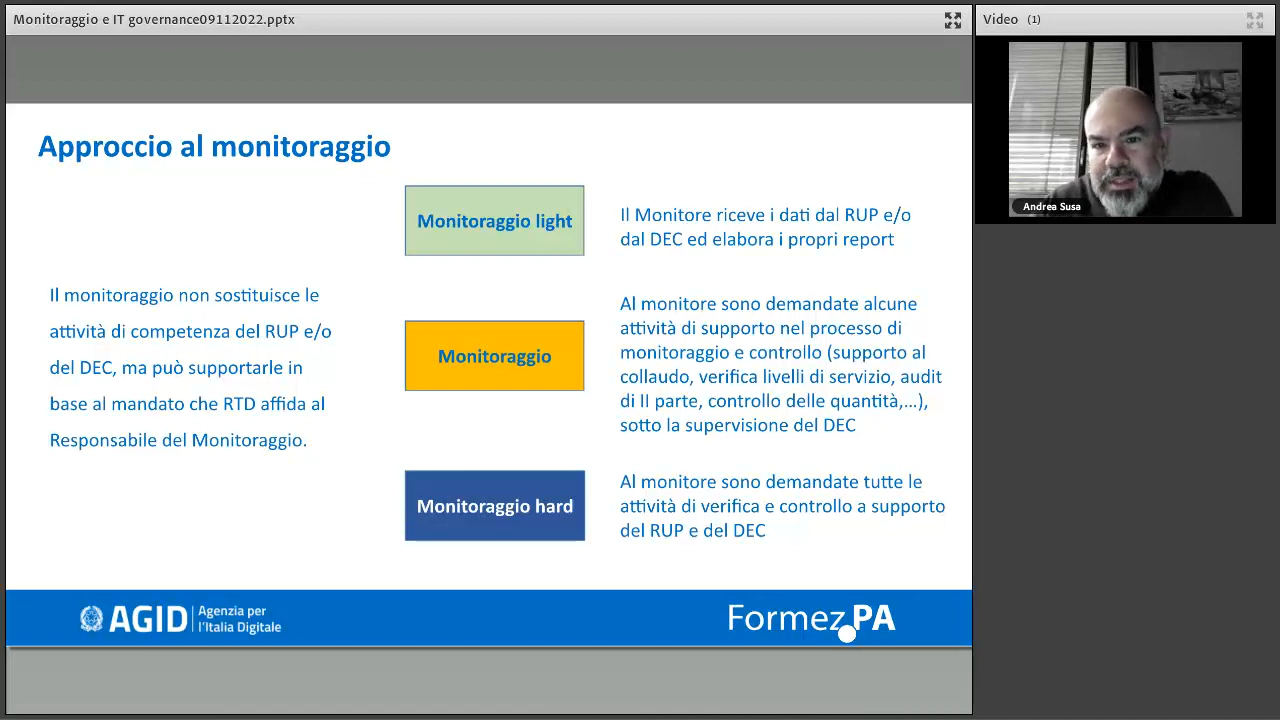 Monitoraggio e IT governance09112022.pptx
Video (1)
Andrea Susa
Approccio al monitoraggio
Il monitoraggio non sostituisce le
attività di competenza del RUP e/o
del DEC, ma può supportarle in
base al mandato che RTD affida al
Responsabile del Monitoraggio.
Monitoraggio light
Il Monitore riceve i dati dal RUP e/o
dal DEC ed elabora i propri report
Monitoraggio
Al monitore sono demandate alcune
attività di supporto nel processo di
monitoraggio e controllo (supporto al
collaudo, verifica livelli di servizio, audit
di II parte, controllo delle quantità,...),
sotto la supervisione del DEC
Monitoraggio hard
Al monitore sono demandate tutte le
attività di verifica e controllo a supporto
del RUP e del DEC
AGID
Agenzia per
l'Italia Digitale
Formez PA